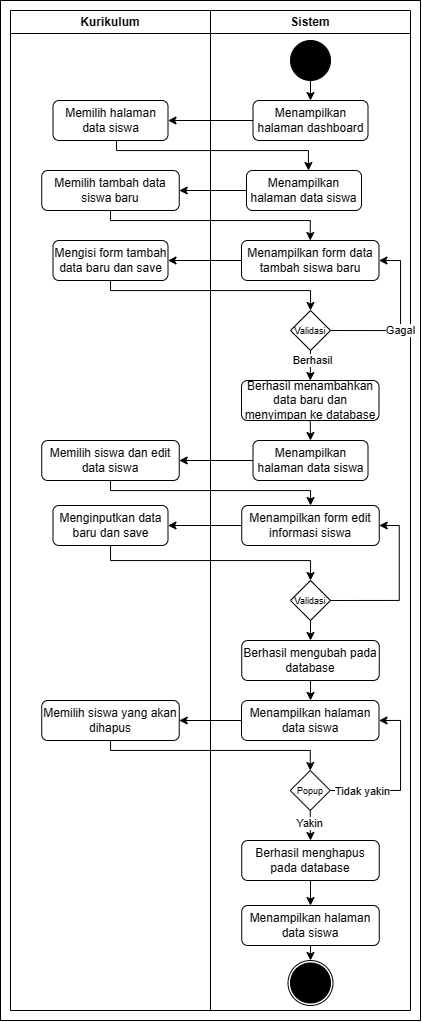 Kurikulum
Sistem
Memilih halaman
data siswa
Menampilkan
halaman dashboard
Memilih tambah data
siswa baru
Menampilkan
halaman data siswa
Mengisi form tambah
data baru dan save
Menampilkan form data
tambah siswa baru
Validasi
Gagal
Berhasil
Berhasil menambahkan
data baru dan
menyimpan ke database
Memilih siswa dan edit
data siswa
Menampilkan
halaman data siswa
Menginputkan data
baru dan save
Menampilkan form edit
informasi siswa
Validasi
Berhasil mengubah pada
database
Memilih siswa yang akan
dihapus
Menampilkan halaman
data siswa
Popup
Tidak yakin
Yakin
Berhasil menghapus
pada database
Menampilkan halaman
data siswa